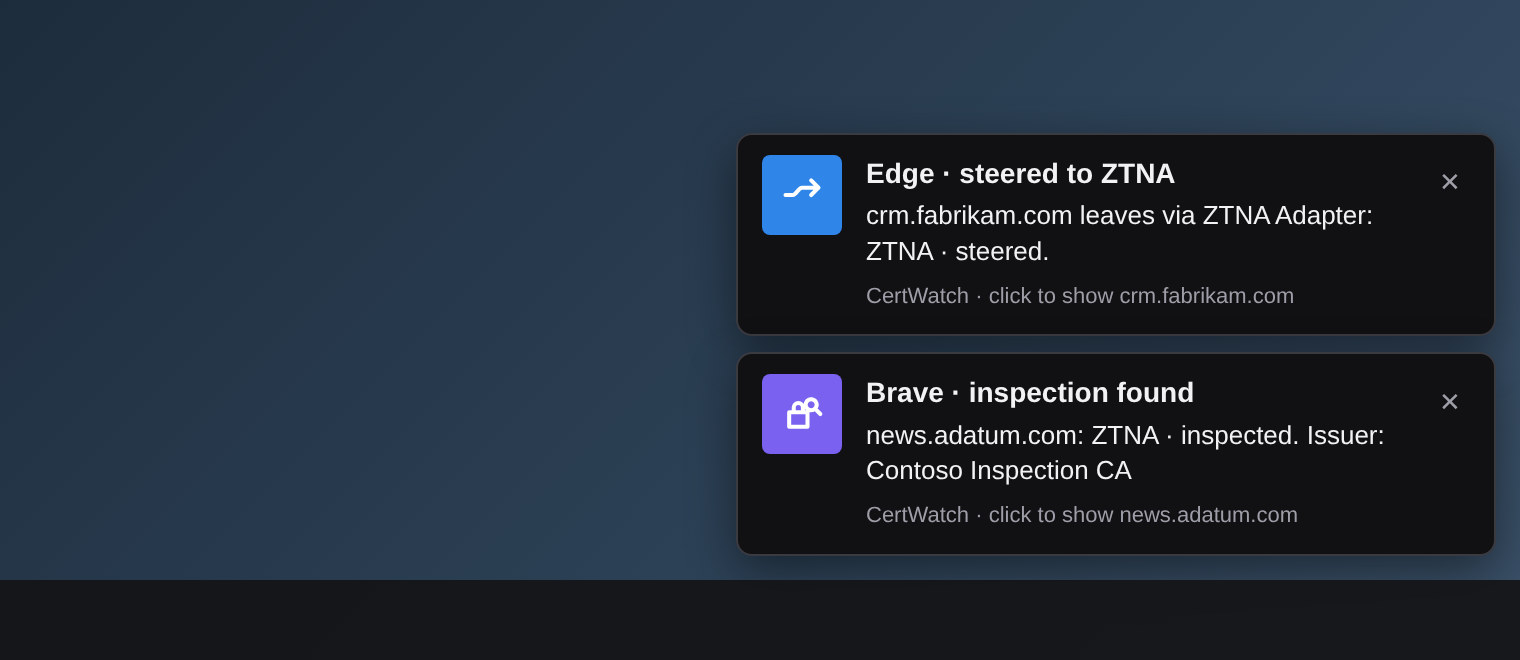 Edge · steered to ZTNA
crm.fabrikam.com leaves via ZTNA Adapter:
ZTNA · steered.
CertWatch · click to show crm.fabrikam.com
Brave · inspection found
news.adatum.com: ZTNA · inspected. Issuer:
Contoso Inspection CA
CertWatch · click to show news.adatum.com